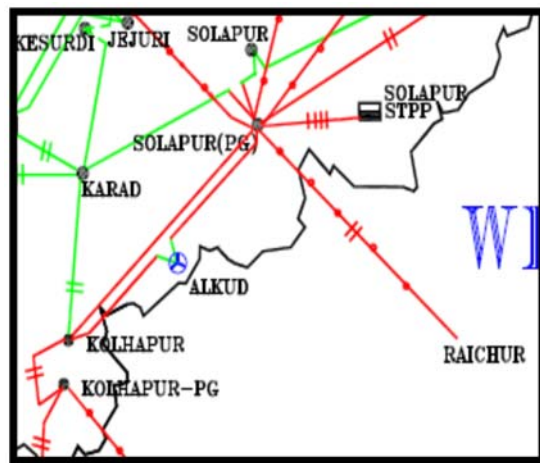 KESURDI
JEJURI
SOLAPUR
SOLAPUR
STPP
SOLAPUR(PG)
KARAD
ALKUD
KOLHAPUR
RAICHUR
KOLHAPUR-PG